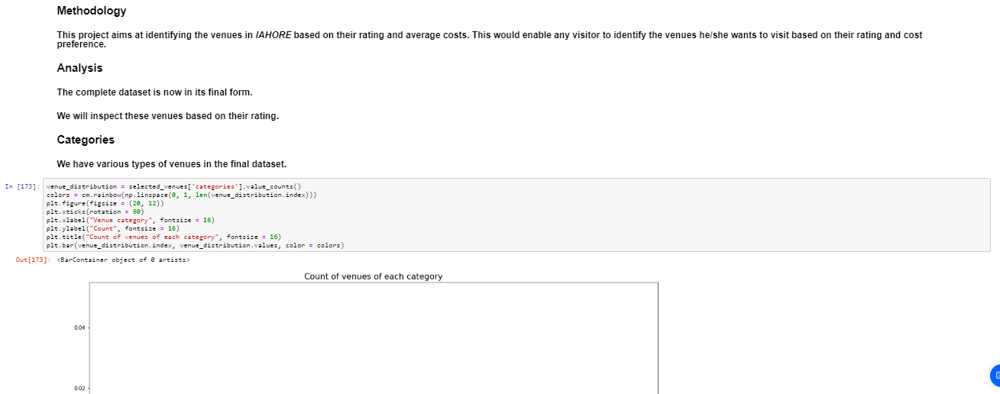 Methodology
This project aims at identifying the venues in lAHORE based on their rating and average costs. This would enable any visitor to identify the venues he/she wants to visit based on their rating and cost
preference.
Analysis
The complete dataset is now in its final form.
We will inspect these venues based on their rating.
Categories
We have various types of venues in the final dataset.
In [173]:
venue_distribution = selected_venues['categories'].value_counts()
colors = cm.rainbow(np.linspace(0, 1, len(venue_distribution.index)))
plt.figure(figsize = (20, 12))
plt.xticks(rotation = 90)
plt.xlabel("Venue category", fontsize = 16)
plt.ylabel("Count", fontsize = 16)
plt.title("Count of venues of each category", fontsize = 16)
plt.bar(venue_distribution.index, venue_distribution.values, color = colors)
Out[173]: <BarContainer object of 0 artists>
Count of venues of each category
0.04
0.02